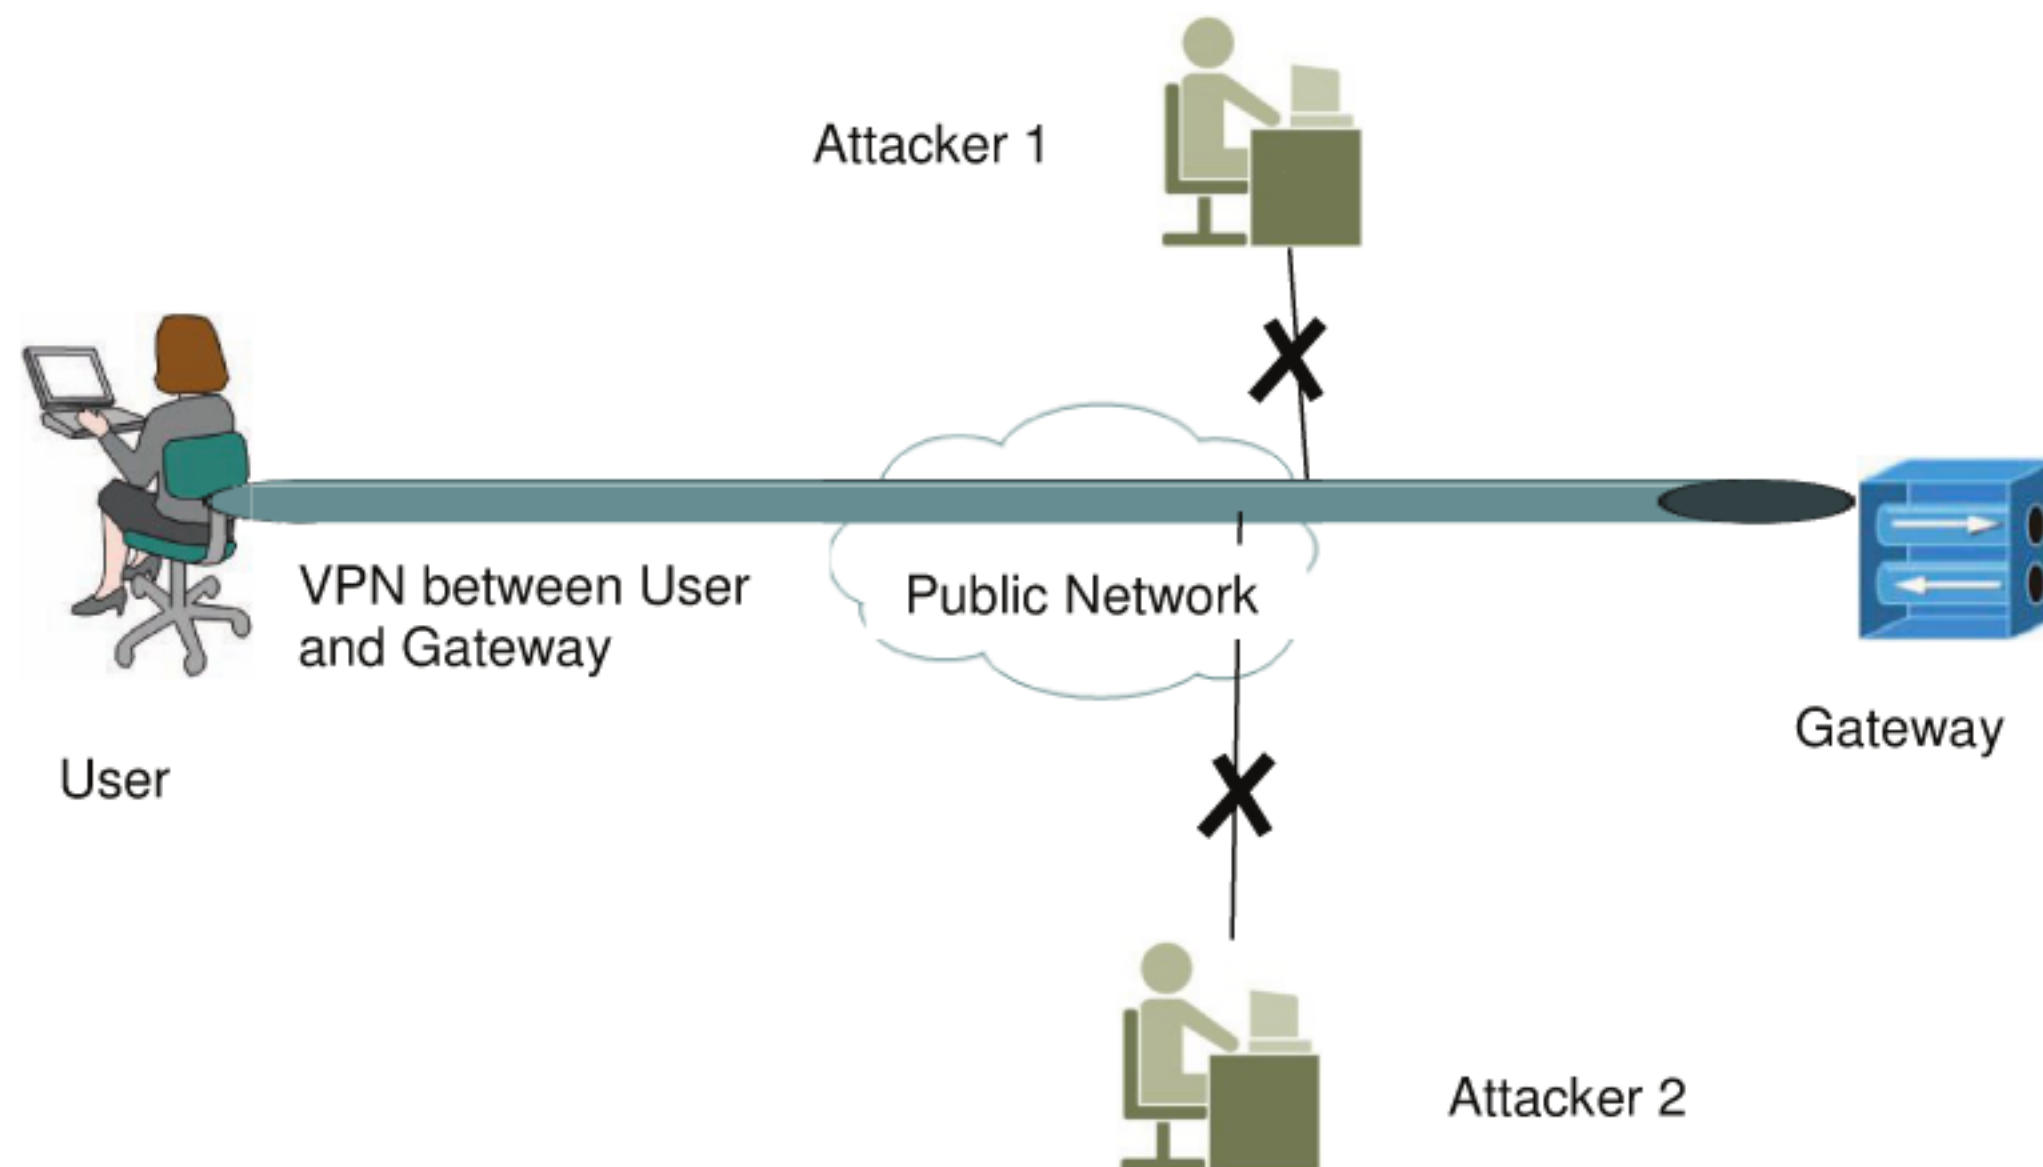 Attacker 1
VPN between User
and Gateway
Public Network
Gateway
User
Attacker 2